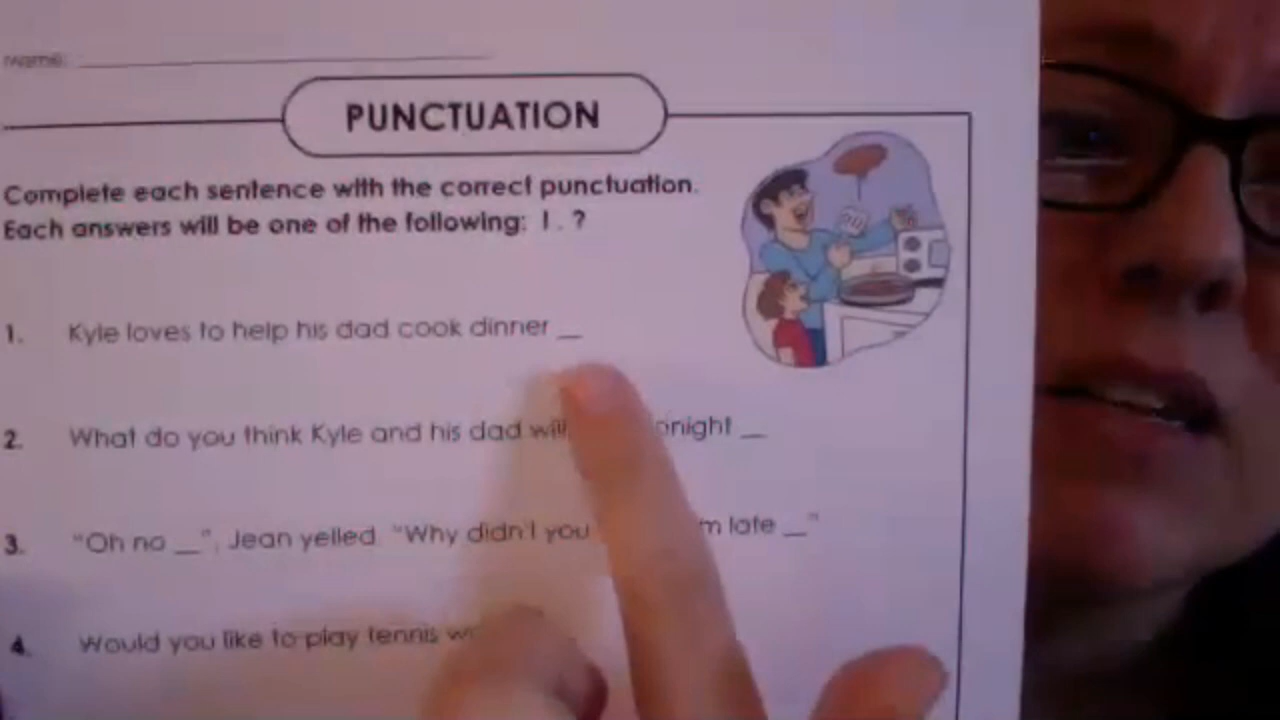 Name:
PUNCTUATION
Complete each sentence with the correct punctuation.
Each answers will be one of the following: ! . ?
1. Kyle loves to help his dad cook dinner __
2. What do you think Kyle and his dad will onight __
3. "Oh no __", Jean yelled. "Why didn't you m late __"
4. Would you like to play tennis